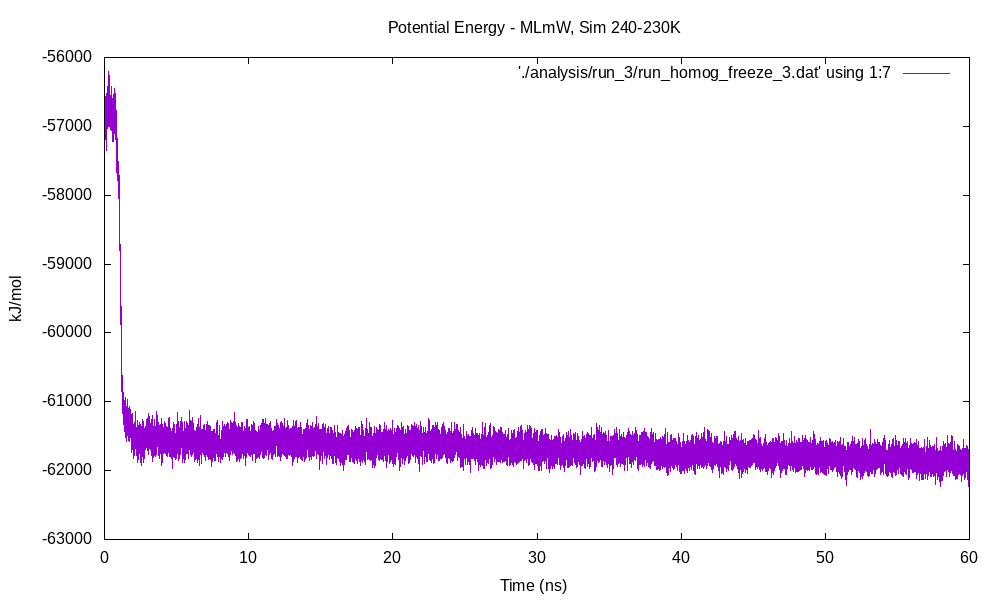 Potential Energy - MLmW, Sim 240-230K
'./analysis/run_3/run_homog_freeze_3.dat' using 1:7
-56000
-57000
-58000
-59000
-60000
-61000
-62000
-63000
kJ/mol
0 10 20 30 40 50 60
Time (ns)